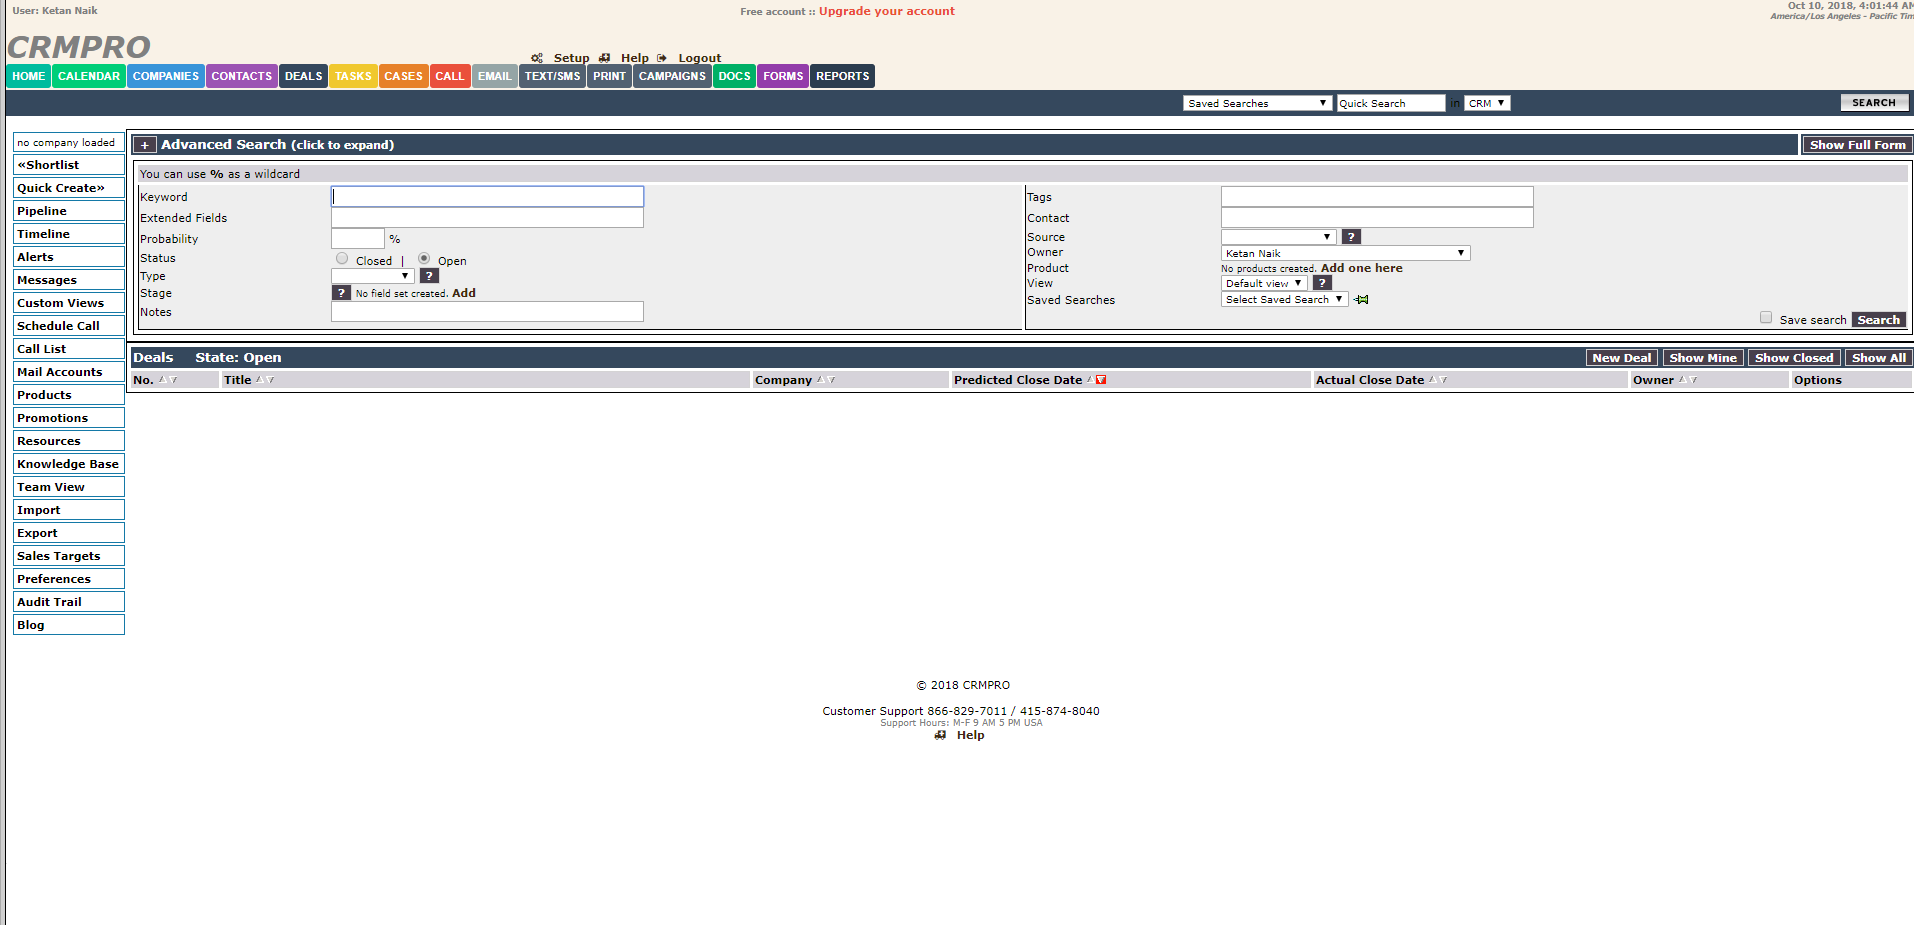 User: Ketan Naik
Free account :: Upgrade your account
Oct 10, 2018, 4:01:44 AM
America/Los Angeles - Pacific Tim
CRMPRO
Setup Help Logout
HOME CALENDAR COMPANIES CONTACTS DEALS TASKS CASES CALL EMAIL TEXT/SMS PRINT CAMPAIGNS DOCS FORMS REPORTS
Saved Searches Quick Search in CRM SEARCH
no company loaded
«Shortlist
Quick Create»
Pipeline
Timeline
Alerts
Messages
Custom Views
Schedule Call
Call List
Mail Accounts
Products
Promotions
Resources
Knowledge Base
Team View
Import
Export
Sales Targets
Preferences
Audit Trail
Blog
+ Advanced Search (click to expand) Show Full Form
You can use % as a wildcard
Keyword
Extended Fields
Probability %
Status Closed | Open
Type ?
Stage ? No field set created. Add
Notes
Tags
Contact
Source ?
Owner Ketan Naik
Product No products created. Add one here
View Default view ?
Saved Searches Select Saved Search
Save search Search
Deals State: Open New Deal Show Mine Show Closed Show All
No. Title Company Predicted Close Date Actual Close Date Owner Options
© 2018 CRMPRO
Customer Support 866-829-7011 / 415-874-8040
Support Hours: M-F 9 AM 5 PM USA
Help